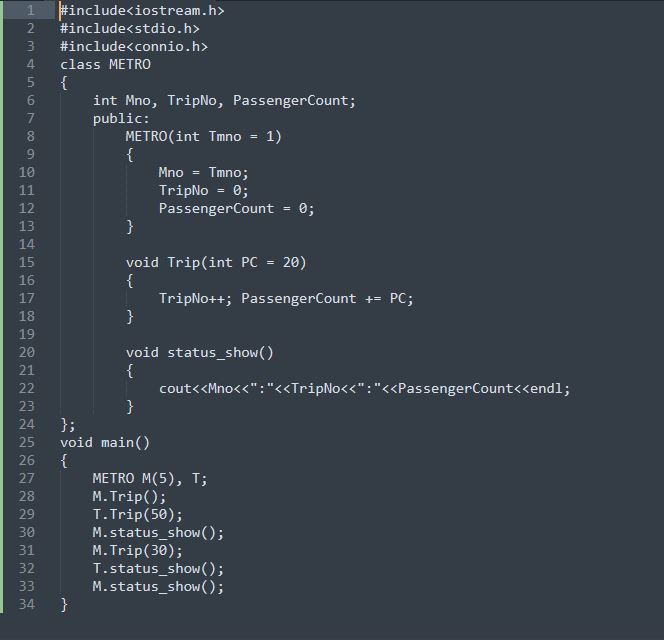 1 #include<iostream.h>
2 #include<stdio.h>
3 #include<connio.h>
4 class METRO
5 {
6 int Mno, TripNo, PassengerCount;
7 public:
8 METRO(int Tmno = 1)
9 {
10 Mno = Tmno;
11 TripNo = 0;
12 PassengerCount = 0;
13 }
14
15 void Trip(int PC = 20)
16 {
17 TripNo++; PassengerCount += PC;
18 }
19
20 void status_show()
21 {
22 cout<<Mno<<":"<<TripNo<<":"<<PassengerCount<<endl;
23 }
24 };
25 void main()
26 {
27 METRO M(5), T;
28 M.Trip();
29 T.Trip(50);
30 M.status_show();
31 M.Trip(30);
32 T.status_show();
33 M.status_show();
34 }